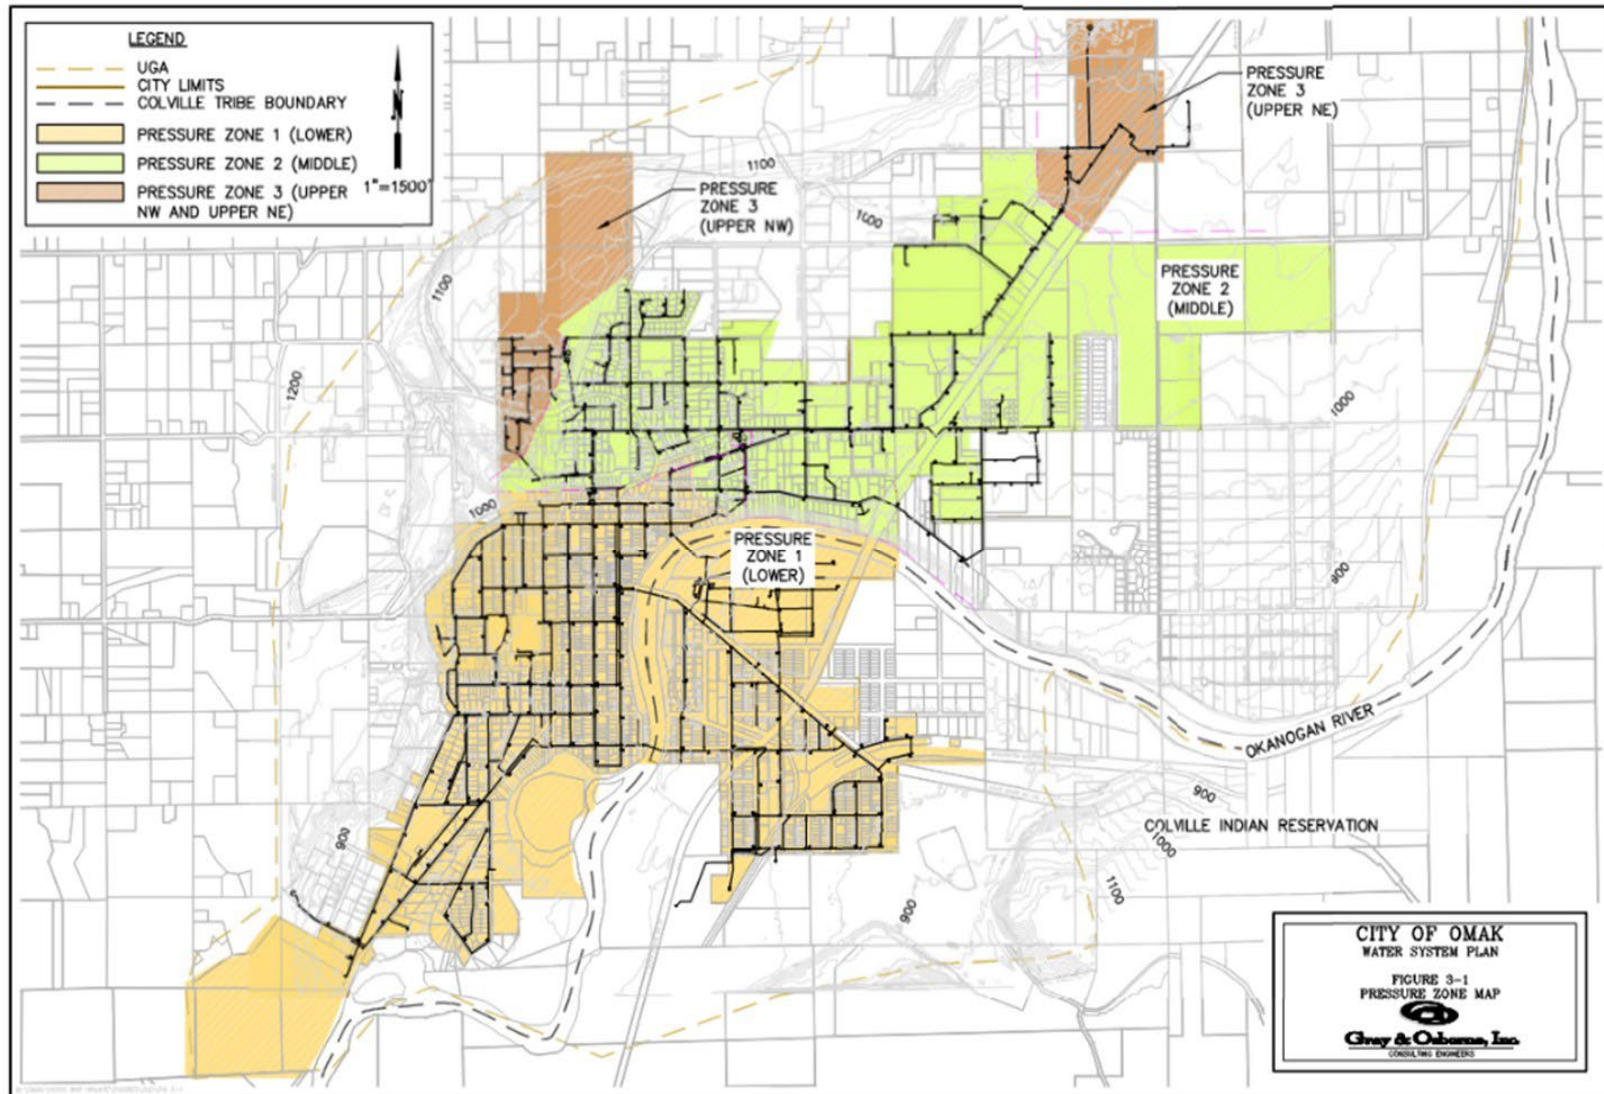 LEGEND
UGA
CITY LIMITS
COLVILLE TRIBE BOUNDARY
PRESSURE ZONE 1 (LOWER)
PRESSURE ZONE 2 (MIDDLE)
PRESSURE ZONE 3 (UPPER
NW AND UPPER NE)
N
1"=1500'
PRESSURE
ZONE 3
(UPPER NE)
1100
PRESSURE
ZONE 3
(UPPER NW)
1000
1100
PRESSURE
ZONE 2
(MIDDLE)
1200
1000
1000
PRESSURE
ZONE 1
(LOWER)
900
OKANOGAN RIVER
900
COLVILLE INDIAN RESERVATION
900
1000
1100
900
CITY OF OMAK
WATER SYSTEM PLAN
FIGURE 3-1
PRESSURE ZONE MAP
Gray & Osborne, Inc.
CONSULTING ENGINEERS